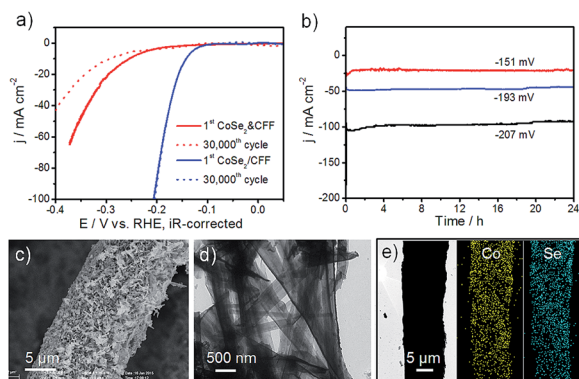 a)
0
-20
-40
-60
-80
-100
j / mA cm⁻²
1ˢᵗ CoSe₂&CFF
30,000ᵗʰ cycle
1ˢᵗ CoSe₂/CFF
30,000ᵗʰ cycle
-0.4 -0.3 -0.2 -0.1 0.0
E / V vs. RHE, iR-corrected
b)
50
0
-50
-100
-150
-200
j / mA cm⁻²
-151 mV
-193 mV
-207 mV
0 4 8 12 16 20 24
Time / h
c)
5 μm
d)
500 nm
e)
5 μm
Co
Se